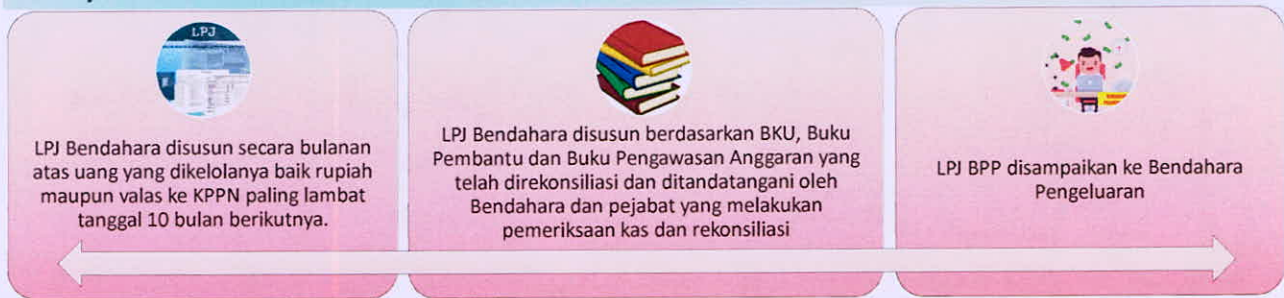 LPJ
LPJ Bendahara disusun secara bulanan
atas uang yang dikelolanya baik rupiah
maupun valas ke KPPN paling lambat
tanggal 10 bulan berikutnya.
LPJ Bendahara disusun berdasarkan BKU, Buku
Pembantu dan Buku Pengawasan Anggaran yang
telah direkonsiliasi dan ditandatangani oleh
Bendahara dan pejabat yang melakukan
pemeriksaan kas dan rekonsiliasi
LPJ BPP disampaikan ke Bendahara
Pengeluaran